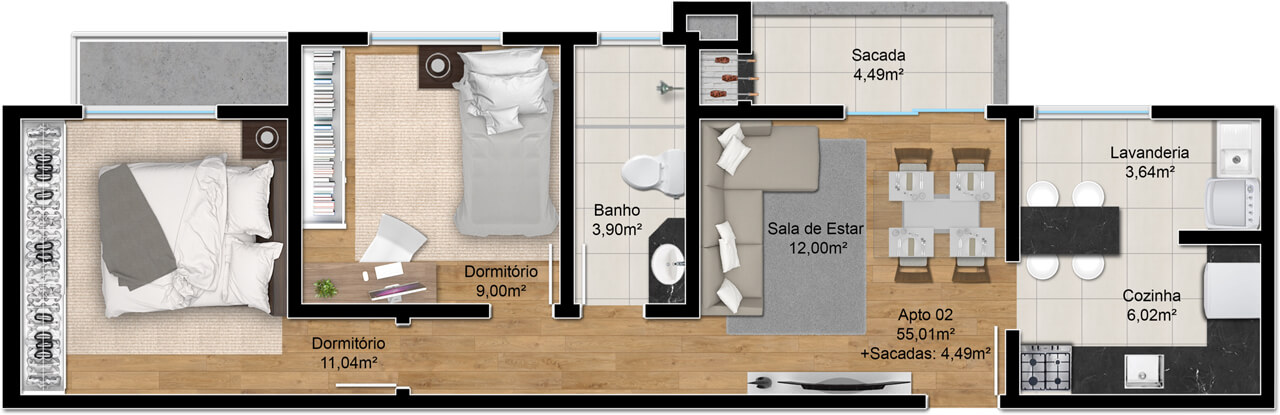 Sacada
4,49m²
Lavanderia
3,64m²
Banho
3,90m²
Sala de Estar
12,00m²
Dormitório
9,00m²
Cozinha
6,02m²
Apto 02
55,01m²
+Sacadas: 4,49m²
Dormitório
11,04m²